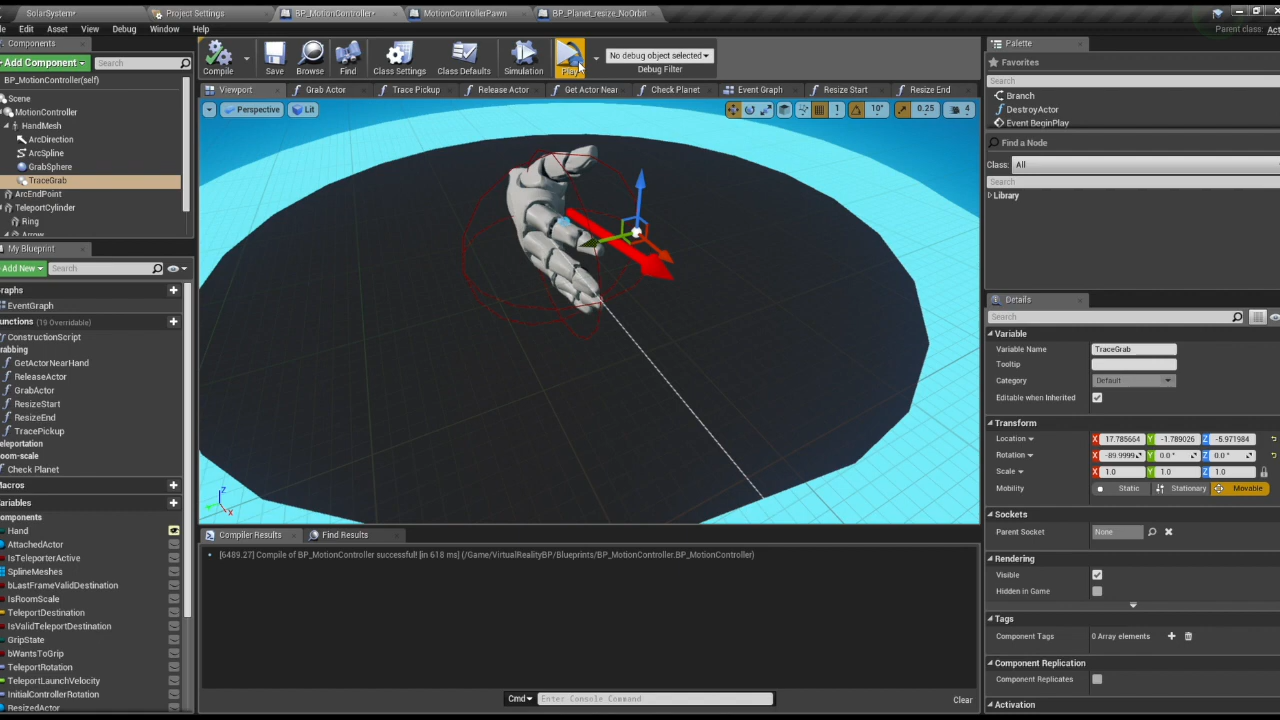 SolarSystem*
Project Settings
BP_MotionController*
MotionControllerPawn
BP_Planet_resize_NoOrbit
Edit
Asset
View
Debug
Window
Help
Parent class:
Components
Add Component
Search
BP_MotionController(self)
Scene
MotionController
HandMesh
ArcDirection
ArcSpline
GrabSphere
TraceGrab
ArcEndPoint
TeleportCylinder
Ring
Arrow
Compile
Save
Browse
Find
Class Settings
Class Defaults
Simulation
Play
No debug object selected
Debug Filter
Viewport
Grab Actor
Trace Pickup
Release Actor
Get Actor Near
Check Planet
Event Graph
Resize Start
Resize End
Perspective
Lit
1
10°
0.25
4
My Blueprint
Add New
Search
Graphs
EventGraph
Functions (19 Overridable)
ConstructionScript
Grabbing
GetActorNearHand
ReleaseActor
GrabActor
ResizeStart
ResizeEnd
TracePickup
Teleportation
Room-scale
Check Planet
Macros
Variables
Components
Hand
AttachedActor
IsTeleporterActive
SplineMeshes
bLastFrameValidDestination
IsRoomScale
TeleportDestination
IsValidTeleportDestination
GripState
bWantsToGrip
TeleportRotation
TeleportLaunchVelocity
InitialControllerRotation
ResizedActor
Z
X
Compiler Results
Find Results
[6489.27] Compile of BP_MotionController successful! [in 618 ms] (/Game/VirtualRealityBP/Blueprints/BP_MotionController.BP_MotionController)
Cmd
Enter Console Command
Clear
Palette
Favorites
Search
Branch
DestroyActor
Event BeginPlay
Find a Node
Class:
All
Search
Library
Details
Search
Variable
Variable Name
TraceGrab
Tooltip
Category
Default
Editable when Inherited
Transform
Location
X 17.785664 Y -1.789026 Z -5.971984
Rotation
X -89.9999 Y 0.0° Z 0.0°
Scale
X 1.0 Y 1.0 Z 1.0
Mobility
Static
Stationary
Movable
Sockets
Parent Socket
None
Rendering
Visible
Hidden in Game
Tags
Component Tags
0 Array elements
Component Replication
Component Replicates
Activation